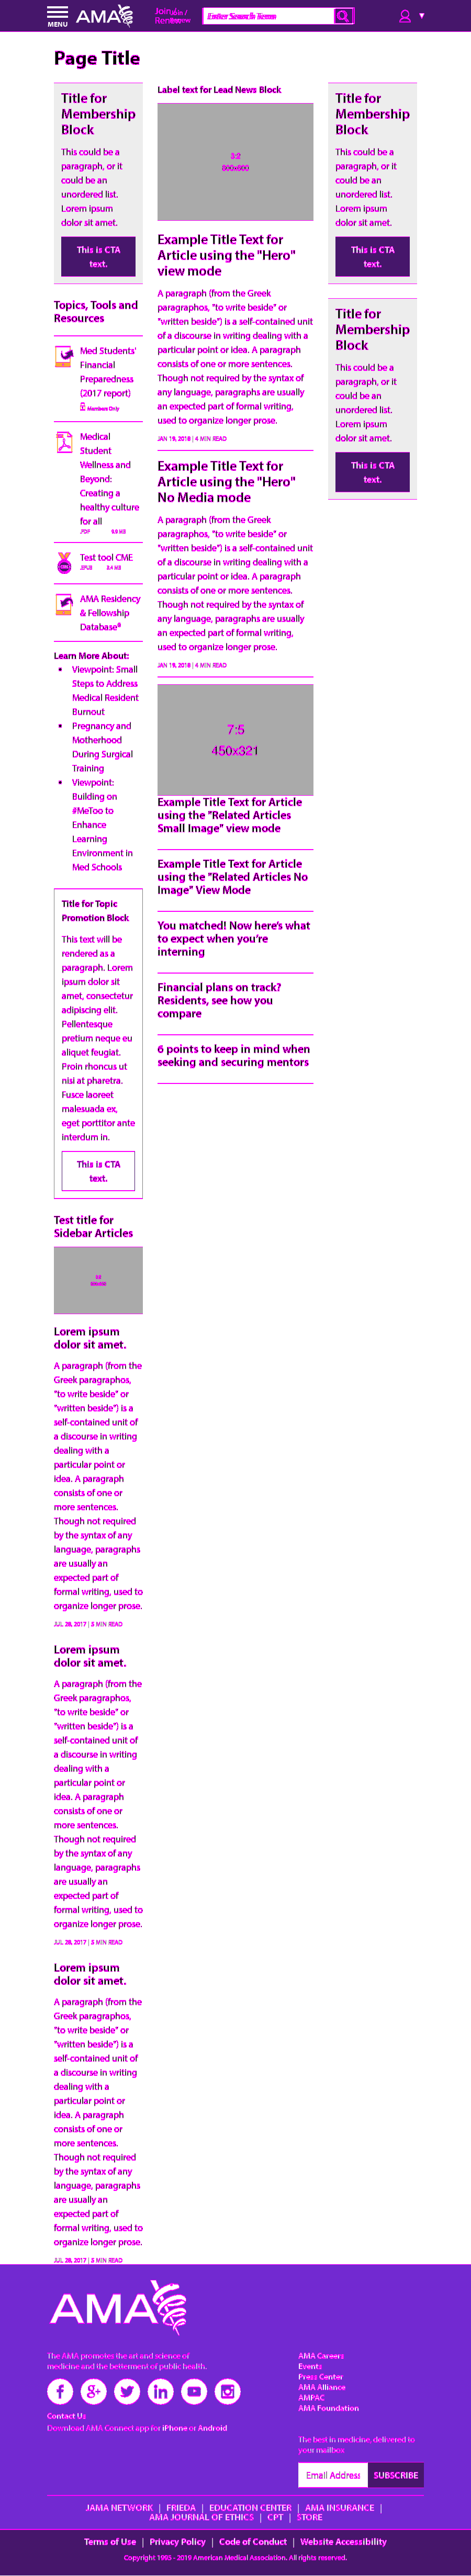 MENU
AMA
Join /
Renew
Enter Search Term
Page Title
Title for
Membership
Block
This could be a
paragraph, or it
could be an
unordered list.
Lorem ipsum
dolor sit amet.
This is CTA
text.
Topics, Tools and
Resources
Med Students'
Financial
Preparedness
(2017 report)
Members Only
Medical
Student
Wellness and
Beyond:
Creating a
healthy culture
for all
PDF
Test tool CME
AMA Residency
& Fellowship
Database®
Learn More About:
Viewpoint: Small
Steps to Address
Medical Resident
Burnout
Pregnancy and
Motherhood
During Surgical
Training
Viewpoint:
Building on
#MeToo to
Enhance
Learning
Environment in
Med Schools
Title for Topic
Promotion Block
This text will be
rendered as a
paragraph. Lorem
ipsum dolor sit
amet, consectetur
adipiscing elit.
Pellentesque
pretium neque eu
aliquet feugiat.
Proin rhoncus ut
nisi at pharetra.
Fusce laoreet
malesuada ex,
eget porttitor ante
interdum in.
This is CTA
text.
Test title for
Sidebar Articles
Lorem ipsum
dolor sit amet.
A paragraph (from the
Greek paragraphos,
"to write beside" or
"written beside") is a
self-contained unit of
a discourse in writing
dealing with a
particular point or
idea. A paragraph
consists of one or
more sentences.
Though not required
by the syntax of any
language, paragraphs
are usually an
expected part of
formal writing, used to
organize longer prose.
JUL 28, 2017 | 5 MIN READ
Lorem ipsum
dolor sit amet.
A paragraph (from the
Greek paragraphos,
"to write beside" or
"written beside") is a
self-contained unit of
a discourse in writing
dealing with a
particular point or
idea. A paragraph
consists of one or
more sentences.
Though not required
by the syntax of any
language, paragraphs
are usually an
expected part of
formal writing, used to
organize longer prose.
JUL 28, 2017 | 5 MIN READ
Lorem ipsum
dolor sit amet.
A paragraph (from the
Greek paragraphos,
"to write beside" or
"written beside") is a
self-contained unit of
a discourse in writing
dealing with a
particular point or
idea. A paragraph
consists of one or
more sentences.
Though not required
by the syntax of any
language, paragraphs
are usually an
expected part of
formal writing, used to
organize longer prose.
JUL 28, 2017 | 5 MIN READ
Label text for Lead News Block
3:2
Example Title Text for
Article using the "Hero"
view mode
A paragraph (from the Greek
paragraphos, "to write beside" or
"written beside") is a self-contained unit
of a discourse in writing dealing with a
particular point or idea. A paragraph
consists of one or more sentences.
Though not required by the syntax of
any language, paragraphs are usually
an expected part of formal writing,
used to organize longer prose.
JAN 19, 2018 | 4 MIN READ
Example Title Text for
Article using the "Hero"
No Media mode
A paragraph (from the Greek
paragraphos, "to write beside" or
"written beside") is a self-contained unit
of a discourse in writing dealing with a
particular point or idea. A paragraph
consists of one or more sentences.
Though not required by the syntax of
any language, paragraphs are usually
an expected part of formal writing,
used to organize longer prose.
JAN 19, 2018 | 4 MIN READ
7:5
450x321
Example Title Text for Article
using the "Related Articles
Small Image" view mode
Example Title Text for Article
using the "Related Articles No
Image" View Mode
You matched! Now here's what
to expect when you're
interning
Financial plans on track?
Residents, see how you
compare
6 points to keep in mind when
seeking and securing mentors
Title for
Membership
Block
This could be a
paragraph, or it
could be an
unordered list.
Lorem ipsum
dolor sit amet.
This is CTA
text.
Title for
Membership
Block
This could be a
paragraph, or it
could be an
unordered list.
Lorem ipsum
dolor sit amet.
This is CTA
text.
AMA
The AMA promotes the art and science of
medicine and the betterment of public health.
Contact Us
Download AMA Connect app for iPhone or Android
AMA Careers
Events
Press Center
AMA Alliance
AMPAC
AMA Foundation
The best in medicine, delivered to
your mailbox
Email Address SUBSCRIBE
JAMA NETWORK | FRIEDA | EDUCATION CENTER | AMA INSURANCE |
AMA JOURNAL OF ETHICS | CPT | STORE
Terms of Use | Privacy Policy | Code of Conduct | Website Accessibility
Copyright 1995 - 2019 American Medical Association. All rights reserved.